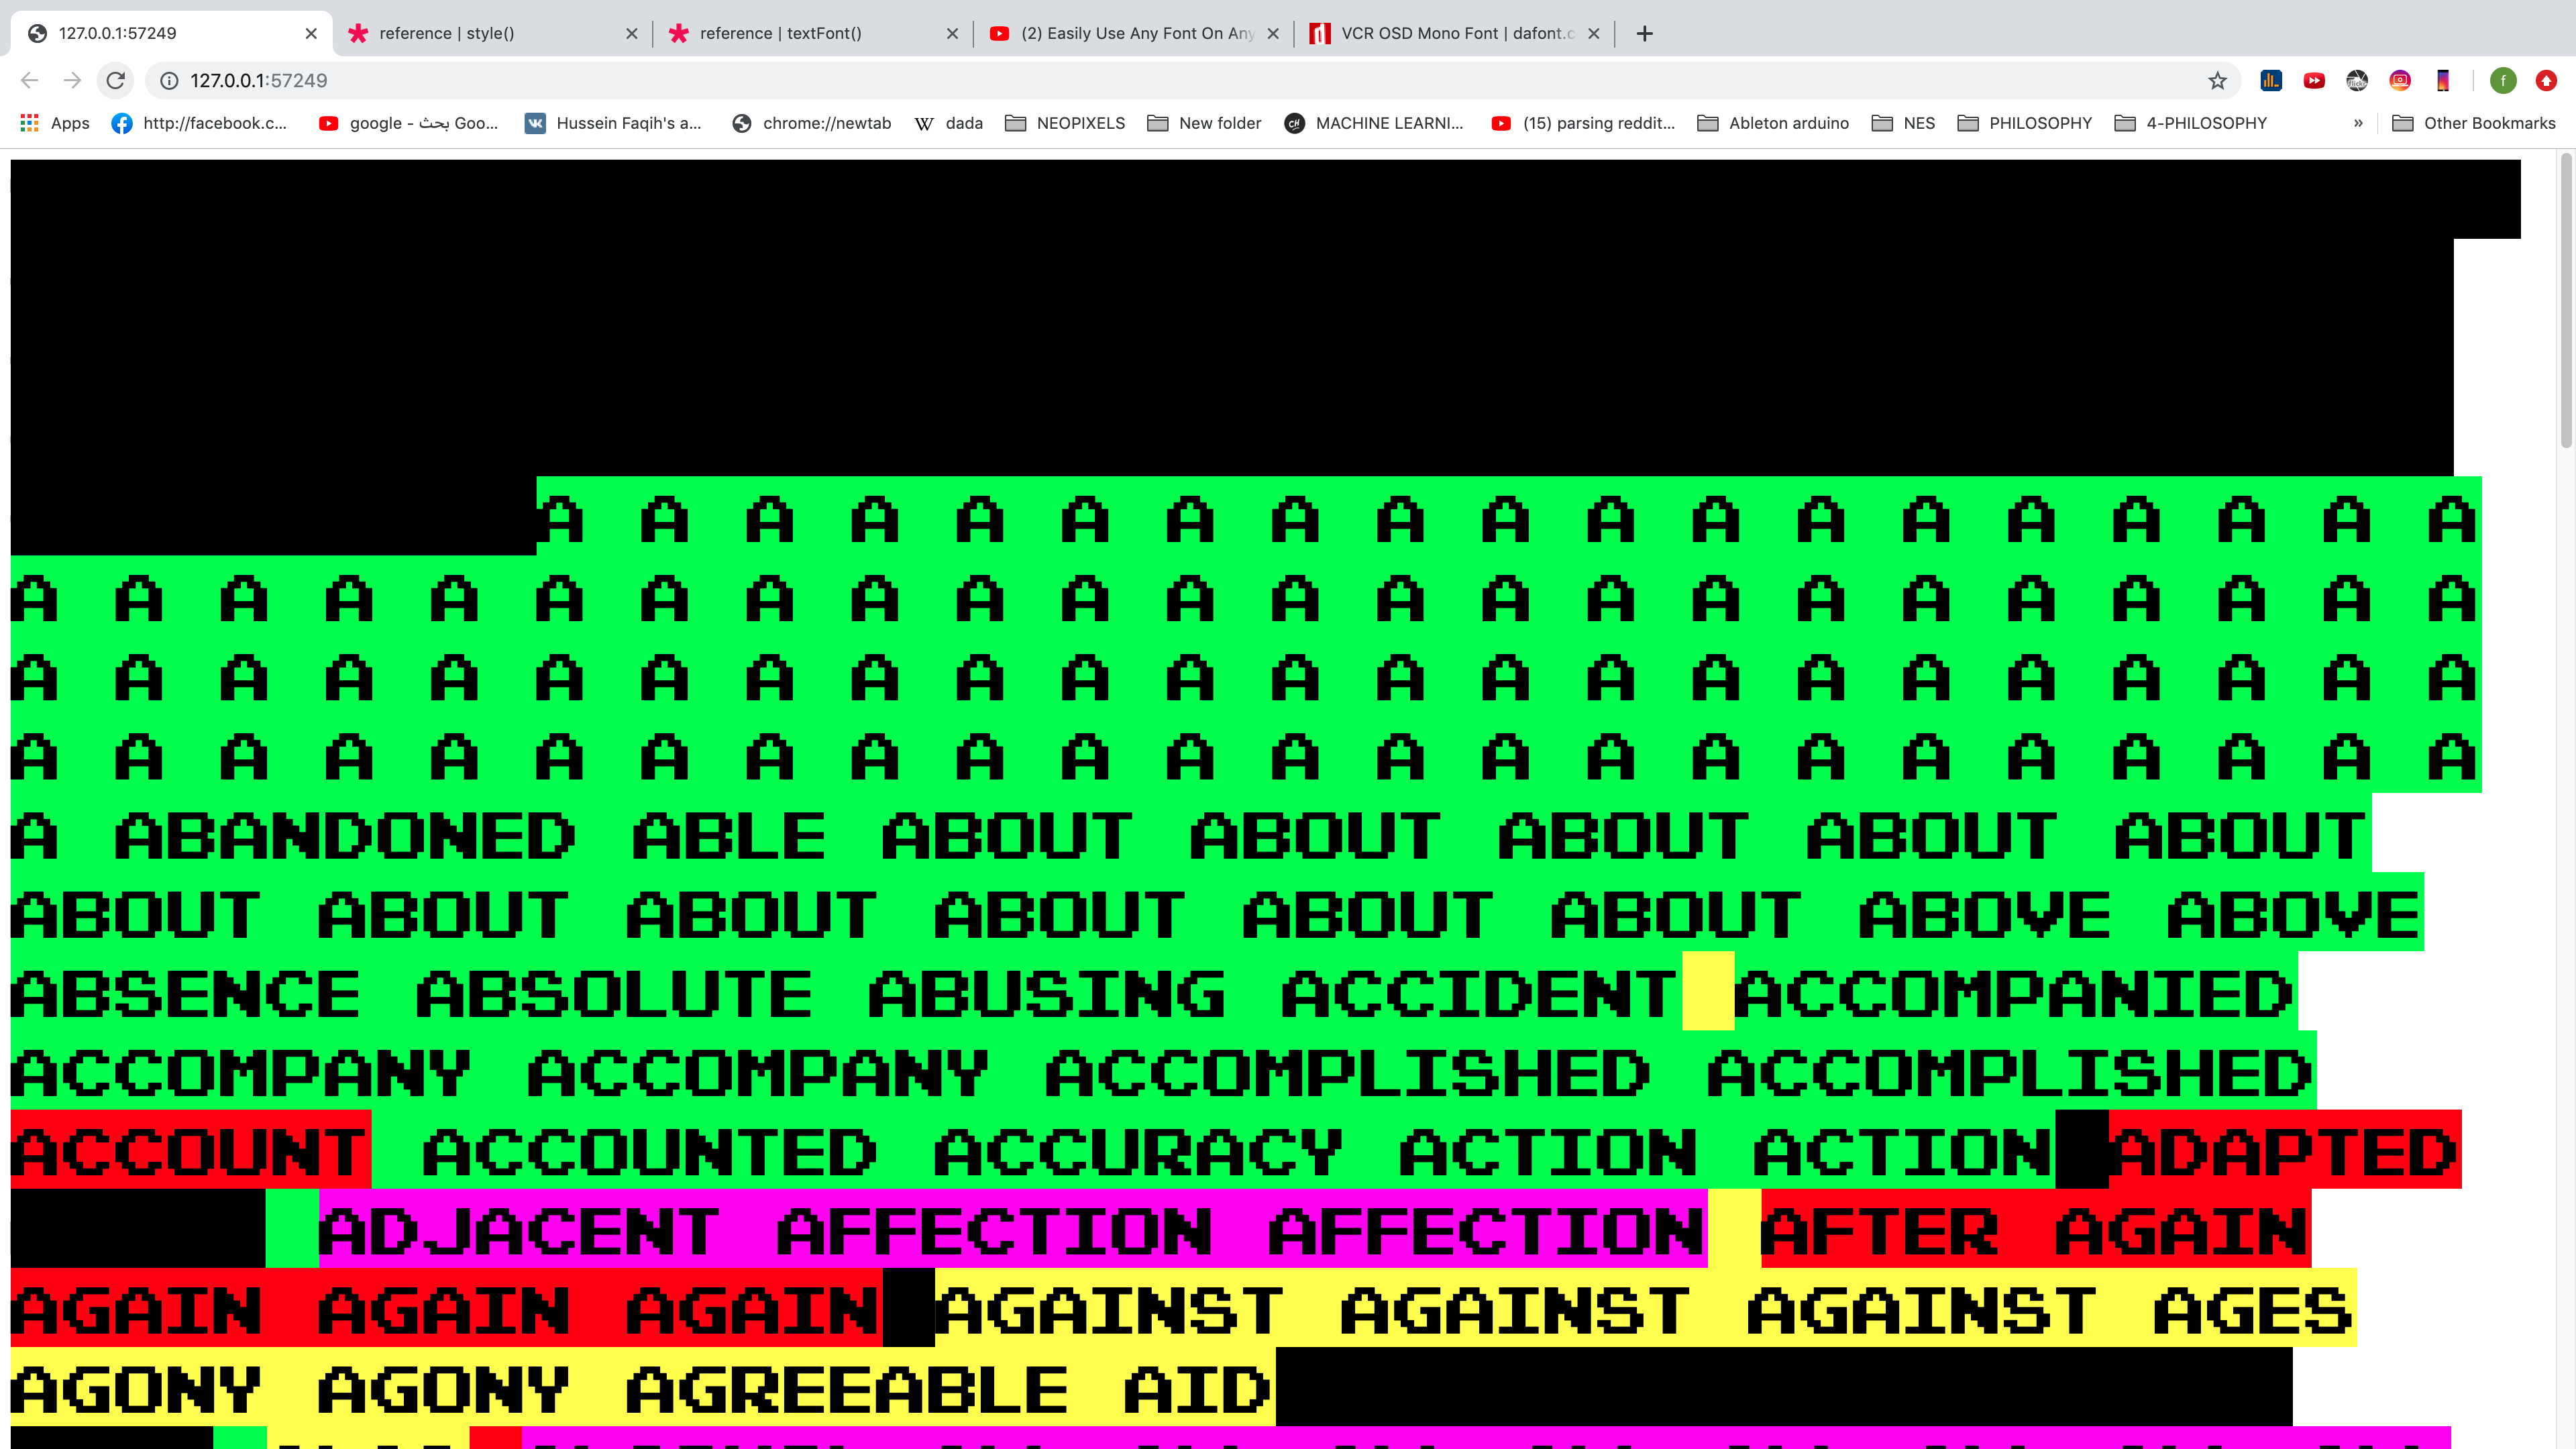 127.0.0.1:57249
reference | style()
reference | textFont()
(2) Easily Use Any Font On Any
VCR OSD Mono Font | dafont.c
127.0.0.1:57249
f
Apps
http://facebook.c...
google - بحث Goo...
Hussein Faqih's a...
chrome://newtab
W dada
NEOPIXELS
New folder
MACHINE LEARNI...
(15) parsing reddit...
Ableton arduino
NES
PHILOSOPHY
4-PHILOSOPHY
»
Other Bookmarks
A A A A A A A A A A A A A A A A A A A
A A A A A A A A A A A A A A A A A A A A A A A A
A A A A A A A A A A A A A A A A A A A A A A A A
A A A A A A A A A A A A A A A A A A A A A A A A
A ABANDONED ABLE ABOUT ABOUT ABOUT ABOUT ABOUT
ABOUT ABOUT ABOUT ABOUT ABOUT ABOUT ABOVE ABOVE
ABSENCE ABSOLUTE ABUSING ACCIDENT ACCOMPANIED
ACCOMPANY ACCOMPANY ACCOMPLISHED ACCOMPLISHED
ACCOUNT ACCOUNTED ACCURACY ACTION ACTION ADAPTED
ADJACENT AFFECTION AFFECTION AFTER AGAIN
AGAIN AGAIN AGAIN AGAINST AGAINST AGAINST AGES
AGONY AGONY AGREEABLE AID